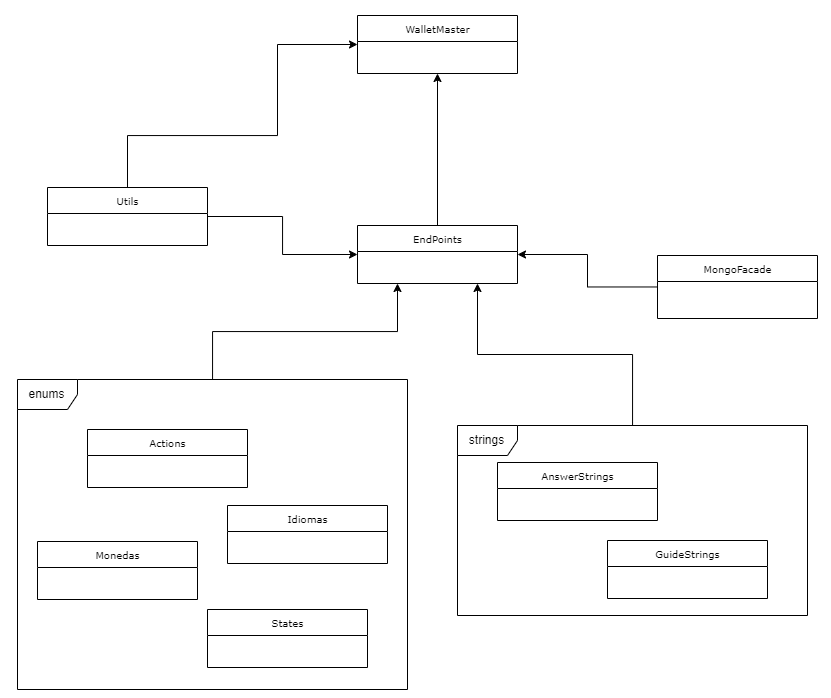 WalletMaster
Utils
EndPoints
MongoFacade
enums
Actions
Idiomas
Monedas
States
strings
AnswerStrings
GuideStrings